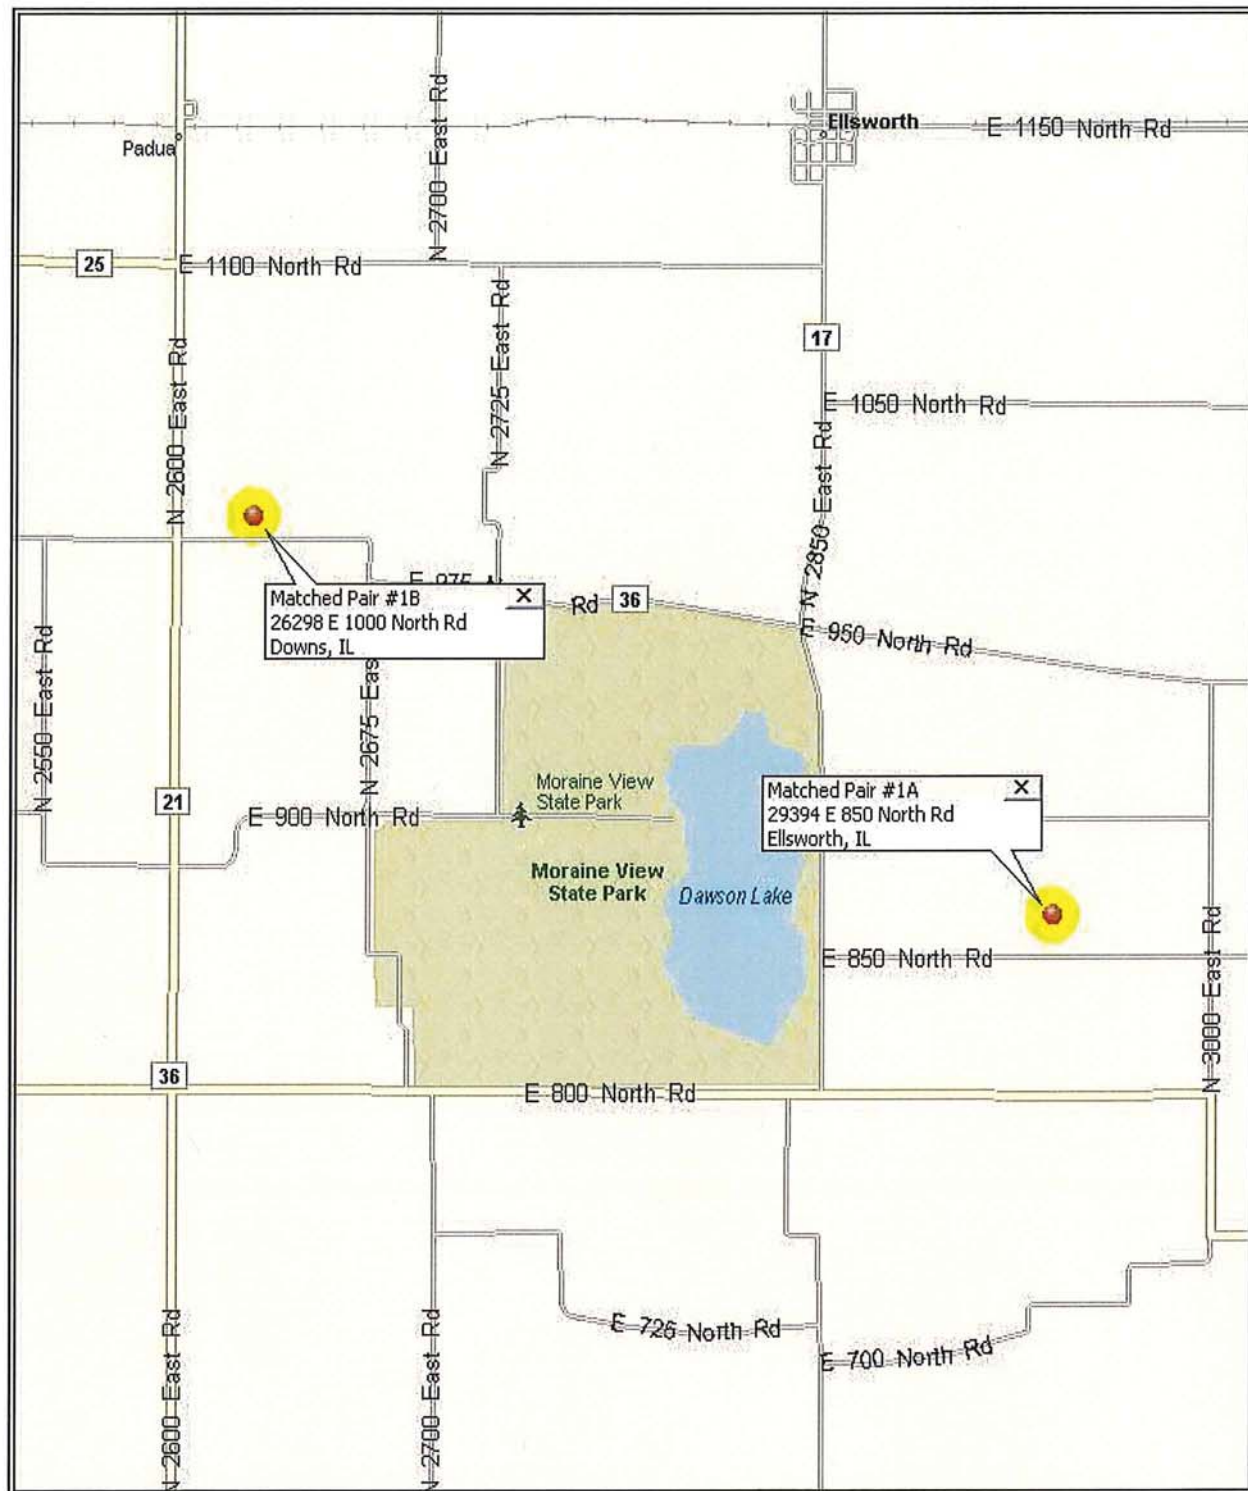 N 2700 East Rd
Padua
Ellsworth
E 1150 North Rd
25
E 1100 North Rd
N 2600 East Rd
N 2725 East Rd
17
E 1050 North Rd
N 2850 East Rd
E 975
Rd
36
E 950 North Rd
Matched Pair #1B
26298 E 1000 North Rd
Downs, IL
N 2550 East Rd
N 2675 East
21
E 900 North Rd
Moraine View
State Park
Matched Pair #1A
29394 E 850 North Rd
Ellsworth, IL
Moraine View
State Park
Dawson Lake
E 850 North Rd
N 3000 East Rd
36
E 800 North Rd
E 725 North Rd
E 700 North Rd
N 2600 East Rd
N 2700 East Rd